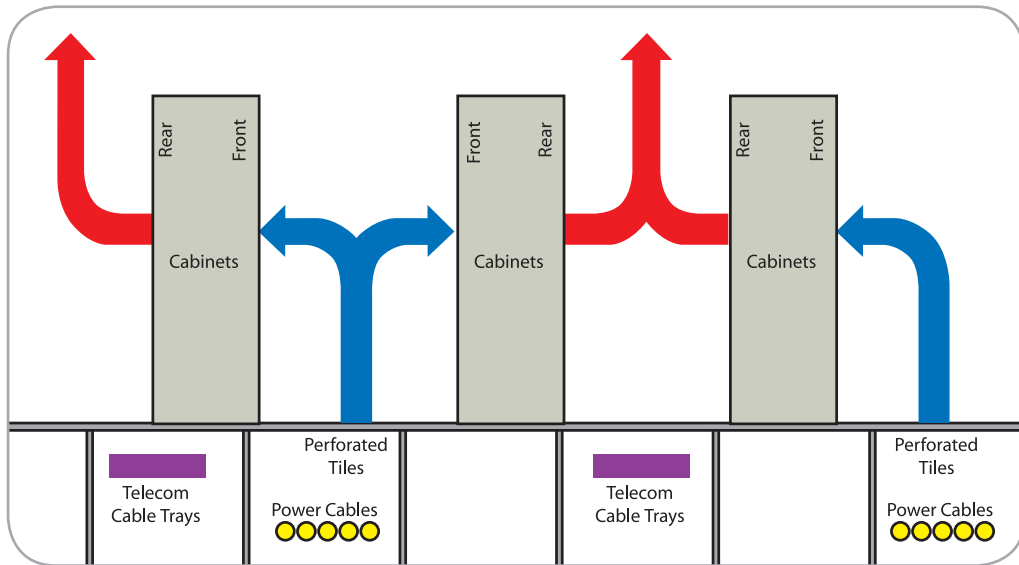 Rear
Front
Front
Rear
Rear
Front
Cabinets
Cabinets
Cabinets
Perforated
Tiles
Perforated
Tiles
Telecom
Cable Trays
Power Cables
Telecom
Cable Trays
Power Cables